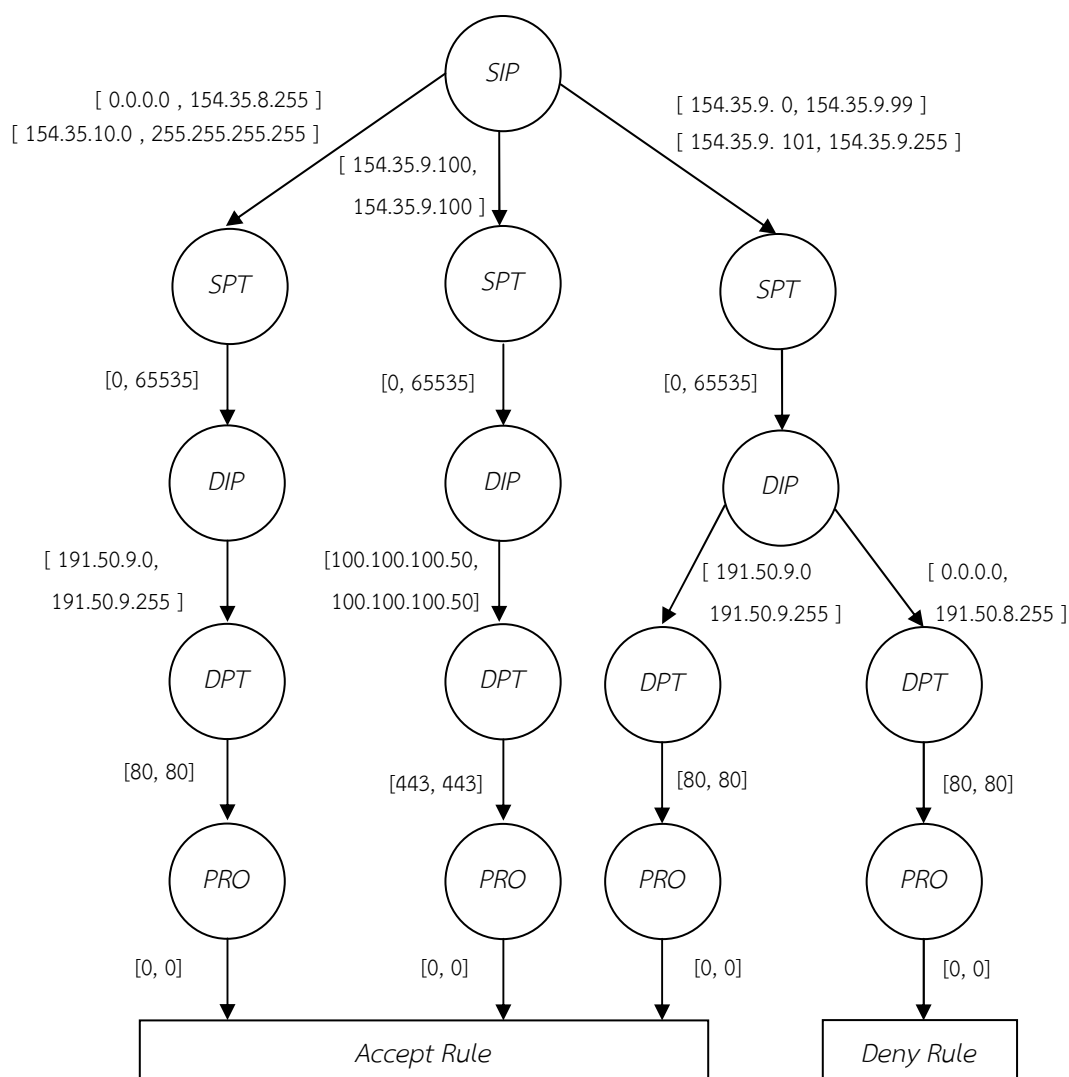 SIP
[ 0.0.0.0 , 154.35.8.255 ]
[ 154.35.10.0 , 255.255.255.255 ]
[ 154.35.9.100,
154.35.9.100 ]
[ 154.35.9. 0, 154.35.9.99 ]
[ 154.35.9. 101, 154.35.9.255 ]
SPT
SPT
SPT
[0, 65535]
[0, 65535]
[0, 65535]
DIP
DIP
DIP
[ 191.50.9.0,
191.50.9.255 ]
[100.100.100.50,
100.100.100.50]
[ 191.50.9.0
191.50.9.255 ]
[ 0.0.0.0,
191.50.8.255 ]
DPT
DPT
DPT
DPT
[80, 80]
[443, 443]
[80, 80]
[80, 80]
PRO
PRO
PRO
PRO
[0, 0]
[0, 0]
[0, 0]
[0, 0]
Accept Rule
Deny Rule